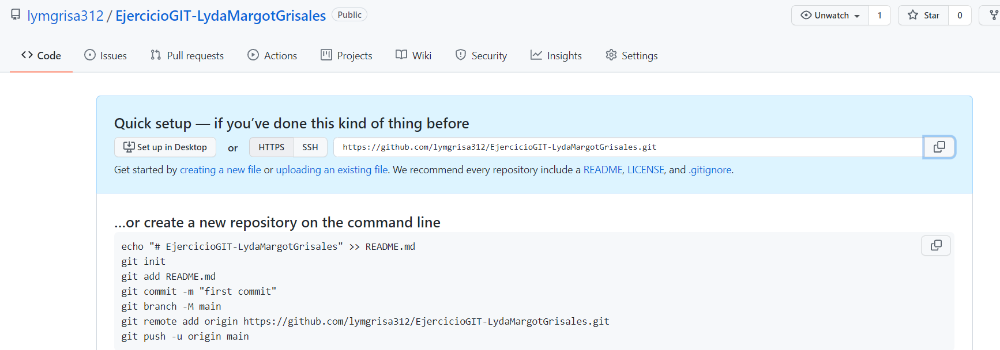 lymgrisa312 / EjercicioGIT-LydaMargotGrisales Public Unwatch 1 Star 0
Code Issues Pull requests Actions Projects Wiki Security Insights Settings
Quick setup — if you’ve done this kind of thing before
Set up in Desktop or HTTPS SSH https://github.com/lymgrisa312/EjercicioGIT-LydaMargotGrisales.git
Get started by creating a new file or uploading an existing file. We recommend every repository include a README, LICENSE, and .gitignore.
…or create a new repository on the command line
echo "# EjercicioGIT-LydaMargotGrisales" >> README.md
git init
git add README.md
git commit -m "first commit"
git branch -M main
git remote add origin https://github.com/lymgrisa312/EjercicioGIT-LydaMargotGrisales.git
git push -u origin main